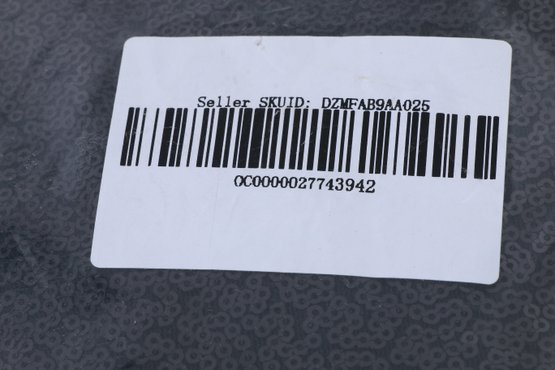 Seller SKUID: DZMFAB9AA025
OC0000027743942